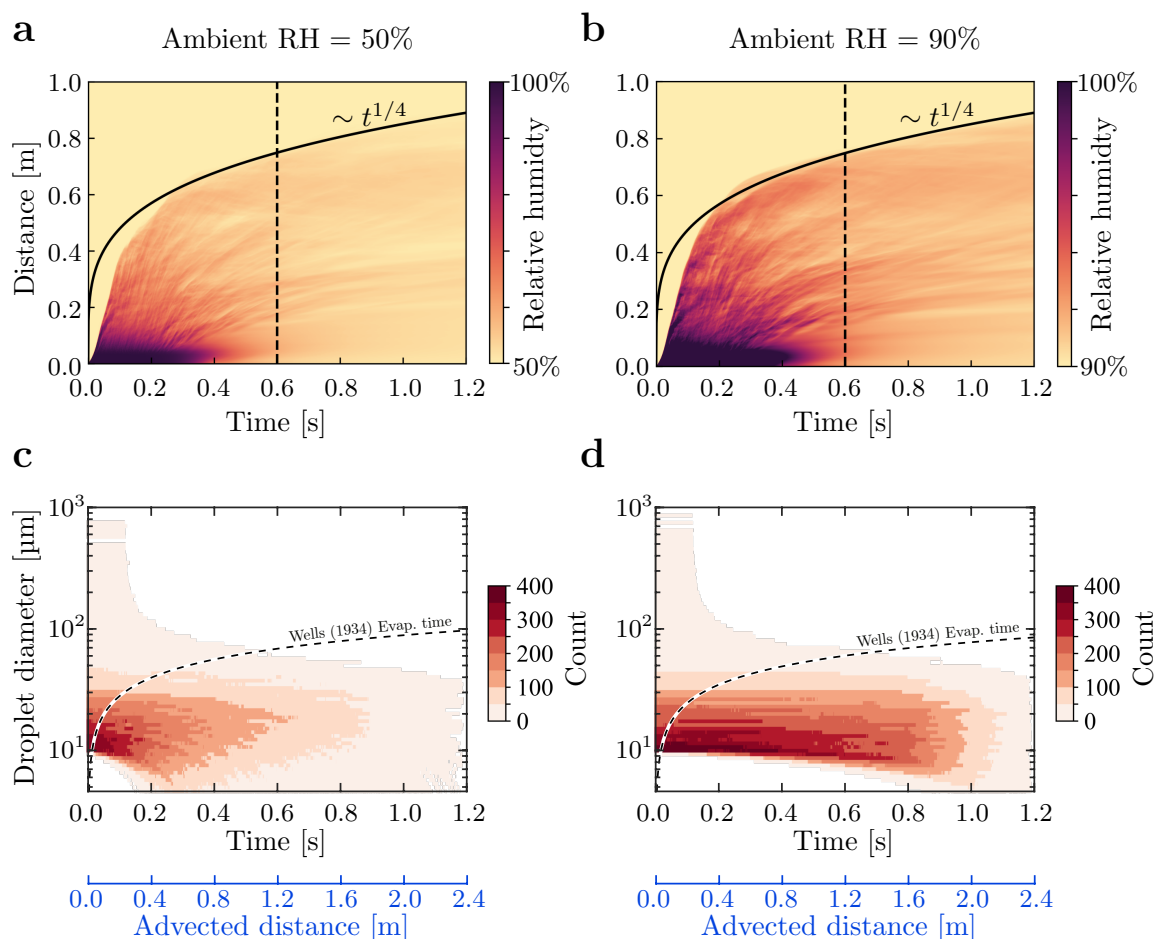 a
Ambient RH = 50%
1.0
0.8
0.6
0.4
0.2
0.0
Distance [m]
∼ t^{1/4}
0.0 0.2 0.4 0.6 0.8 1.0 1.2
Time [s]
100%
50%
Relative humidty
b
Ambient RH = 90%
1.0
0.8
0.6
0.4
0.2
0.0
∼ t^{1/4}
0.0 0.2 0.4 0.6 0.8 1.0 1.2
Time [s]
100%
90%
Relative humidty
c
10^3
10^2
10^1
Droplet diameter [µm]
Wells (1934) Evap. time
0.0 0.2 0.4 0.6 0.8 1.0 1.2
Time [s]
400
300
200
100
0
Count
0.0 0.4 0.8 1.2 1.6 2.0 2.4
Advected distance [m]
d
10^3
10^2
10^1
Wells (1934) Evap. time
0.0 0.2 0.4 0.6 0.8 1.0 1.2
Time [s]
400
300
200
100
0
Count
0.0 0.4 0.8 1.2 1.6 2.0 2.4
Advected distance [m]